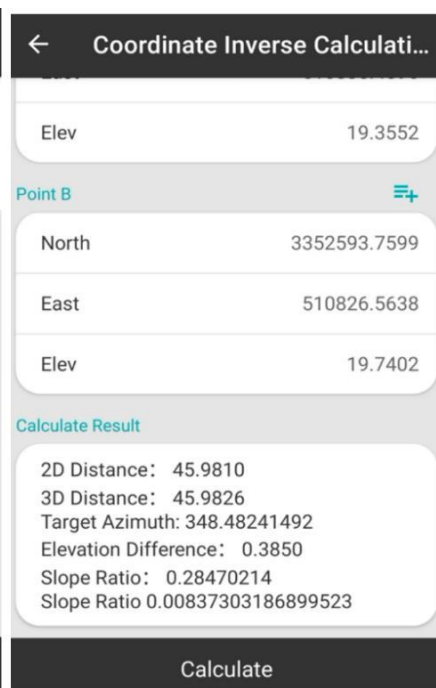 Coordinate Inverse Calculati...
Elev 19.3552
Point B
North 3352593.7599
East 510826.5638
Elev 19.7402
Calculate Result
2D Distance： 45.9810
3D Distance： 45.9826
Target Azimuth: 348.48241492
Elevation Difference： 0.3850
Slope Ratio： 0.28470214
Slope Ratio 0.00837303186899523
Calculate